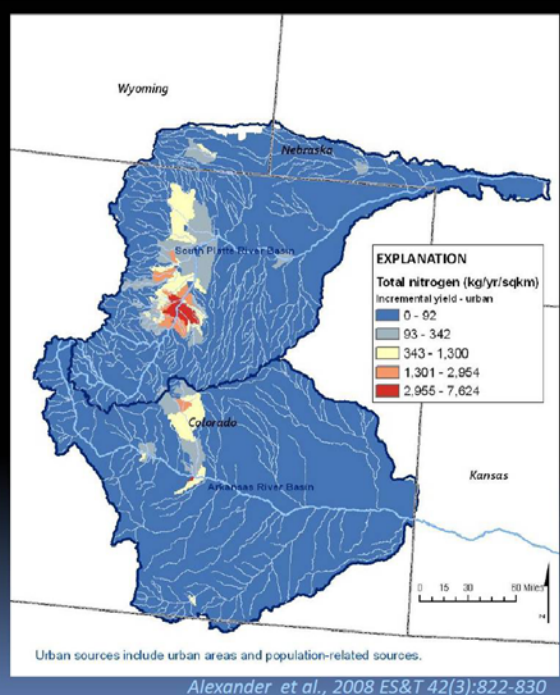 Wyoming
Nebraska
South Platte River Basin
EXPLANATION
Total nitrogen (kg/yr/sqkm)
Incremental yield - urban
0 - 92
93 - 342
343 - 1,300
1,301 - 2,954
2,955 - 7,624
Colorado
Kansas
Arkansas River Basin
0 15 30 60 Miles
N
Urban sources include urban areas and population-related sources.
Alexander et al., 2008 ES&T 42(3):822-830